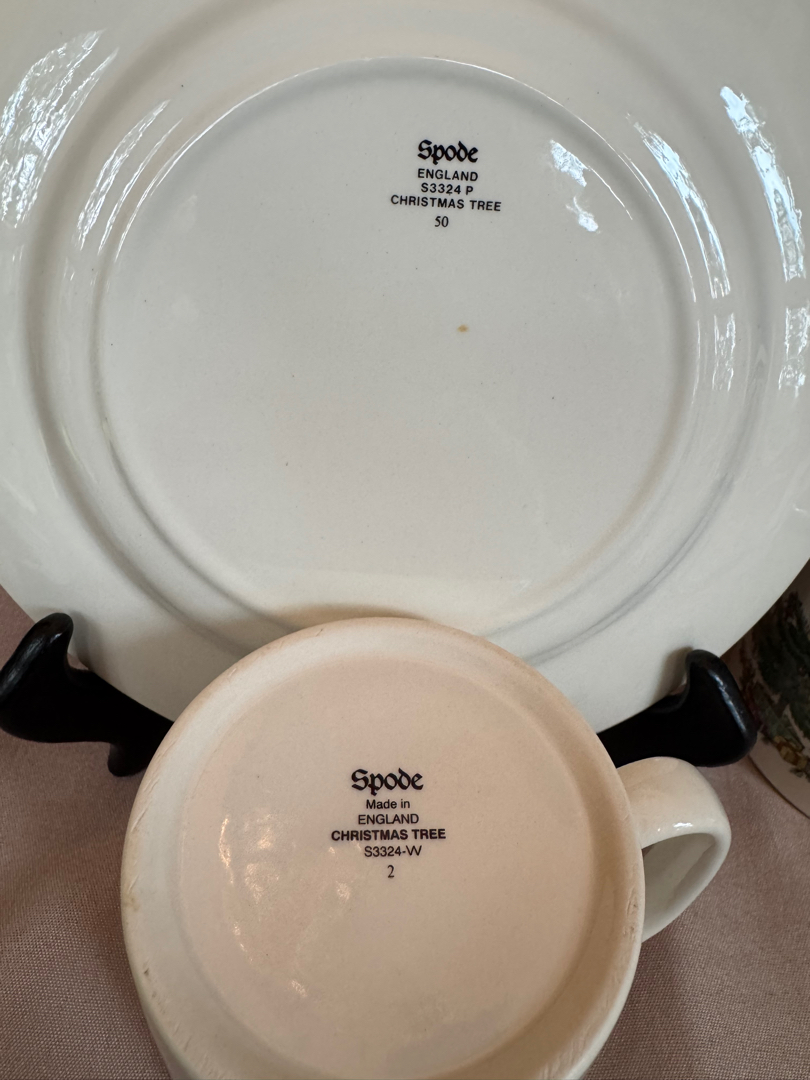 Spode
ENGLAND
S3324 P
CHRISTMAS TREE
50
Spode
Made in
ENGLAND
CHRISTMAS TREE
S3324-W
2